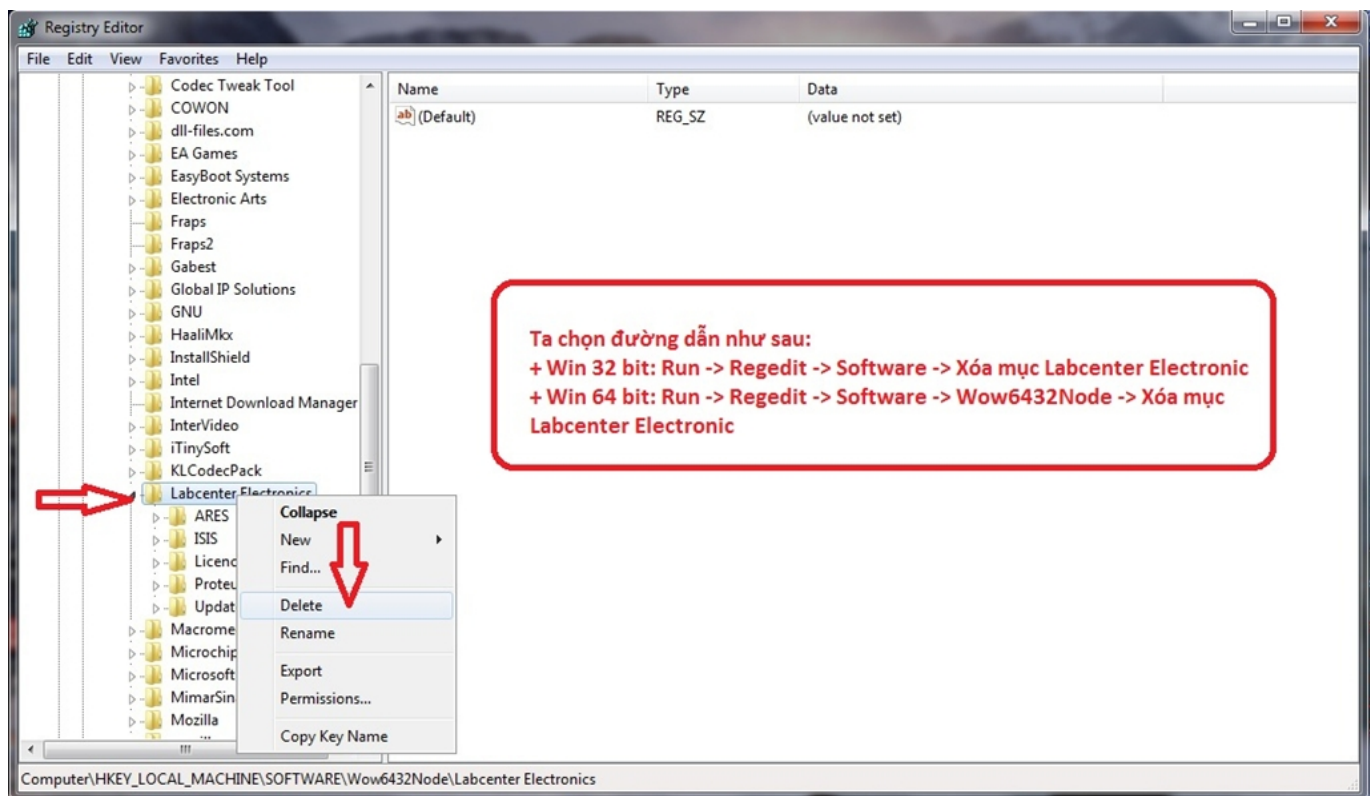 Registry Editor
File Edit View Favorites Help
Codec Tweak Tool
COWON
dll-files.com
EA Games
EasyBoot Systems
Electronic Arts
Fraps
Fraps2
Gabest
Global IP Solutions
GNU
HaaliMkx
InstallShield
Intel
Internet Download Manager
InterVideo
iTinySoft
KLCodecPack
Labcenter Electronics
ARES
ISIS
Licenc
Proteu
Updat
Macrome
Microchip
Microsoft
MimarSin
Mozilla
Collapse
New
Find...
Delete
Rename
Export
Permissions...
Copy Key Name
Name Type Data
ab (Default) REG_SZ (value not set)
Ta chọn đường dẫn như sau:
+ Win 32 bit: Run -> Regedit -> Software -> Xóa mục Labcenter Electronic
+ Win 64 bit: Run -> Regedit -> Software -> Wow6432Node -> Xóa mục
Labcenter Electronic
Computer\HKEY_LOCAL_MACHINE\SOFTWARE\Wow6432Node\Labcenter Electronics